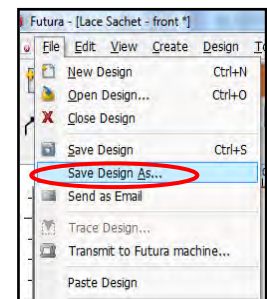 Futura - [Lace Sachet - front *]
File Edit View Create Design
New Design Ctrl+N
Open Design... Ctrl+O
Close Design
Save Design Ctrl+S
Save Design As...
Send as Email
Trace Design...
Transmit to Futura machine...
Paste Design